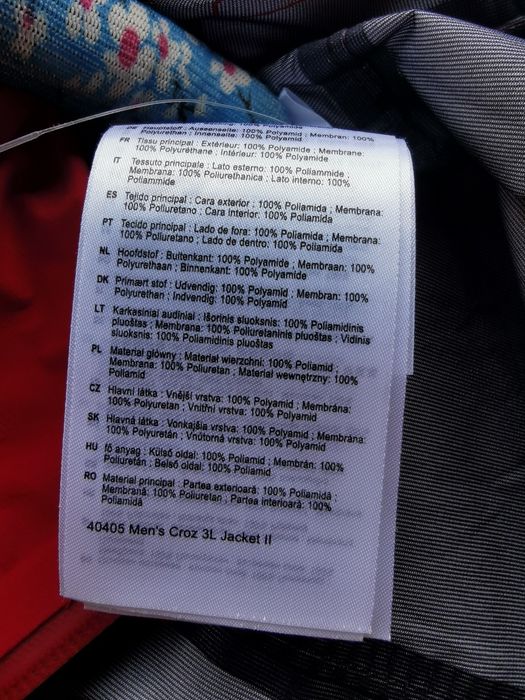 DE Hauptstoff : Aussenseite: 100% Polyamid ; Membran: 100%
Polyurethan ; Innenseite: 100% Polyamid
FR Tissu principal : Extérieur: 100% Polyamide ; Membrane:
100% Polyuréthane ; Intérieur: 100% Polyamide
IT Tessuto principale : Lato esterno: 100% Poliammide ;
Membrana: 100% Poliurethanica ; Lato interno: 100%
Poliammide
ES Tejido principal : Cara exterior : 100% Poliamida ; Membrana:
100% Poliuretano ; Cara interior: 100% Poliamida
PT Tecido principal : Lado de fora: 100% Poliamida ; Membrana:
100% Poliuretano ; Lado de dentro: 100% Poliamida
NL Hoofdstof : Buitenkant: 100% Polyamide ; Membraan: 100%
Polyurethaan ; Binnenkant: 100% Polyamide
DK Primært stof : Udvendig: 100% Polyamid ; Membran: 100%
Polyurethan ; Indvendig: 100% Polyamid
LT Karkasiniai audiniai : Išorinis sluoksnis: 100% Poliamidinis
pluoštas ; Membrana: 100% Poliuretaninis pluoštas ; Vidinis
sluoksnis: 100% Poliamidinis pluoštas
PL Materiał główny : Materiał wierzchni: 100% Poliamid ;
Membrana: 100% Poliuretan ; Materiał wewnętrzny: 100%
Poliamid
CZ Hlavní látka : Vnější vrstva: 100% Polyamid ; Membrána:
100% Polyuretan ; Vnitřní vrstva: 100% Polyamid
SK Hlavná látka : Vonkajšia vrstva: 100% Polyamid ; Membrána:
100% Polyuretán ; Vnútorná vrstva: 100% Polyamid
HU fő anyag : Külső oldal: 100% Poliamid ; Membrán: 100%
Poliuretán ; Belső oldal: 100% Poliamid
RO Material principal : Partea exterioară: 100% Poliamidă ;
Membrană: 100% Poliuretan ; Partea interioară: 100%
Poliamidă
40405 Men's Croz 3L Jacket II